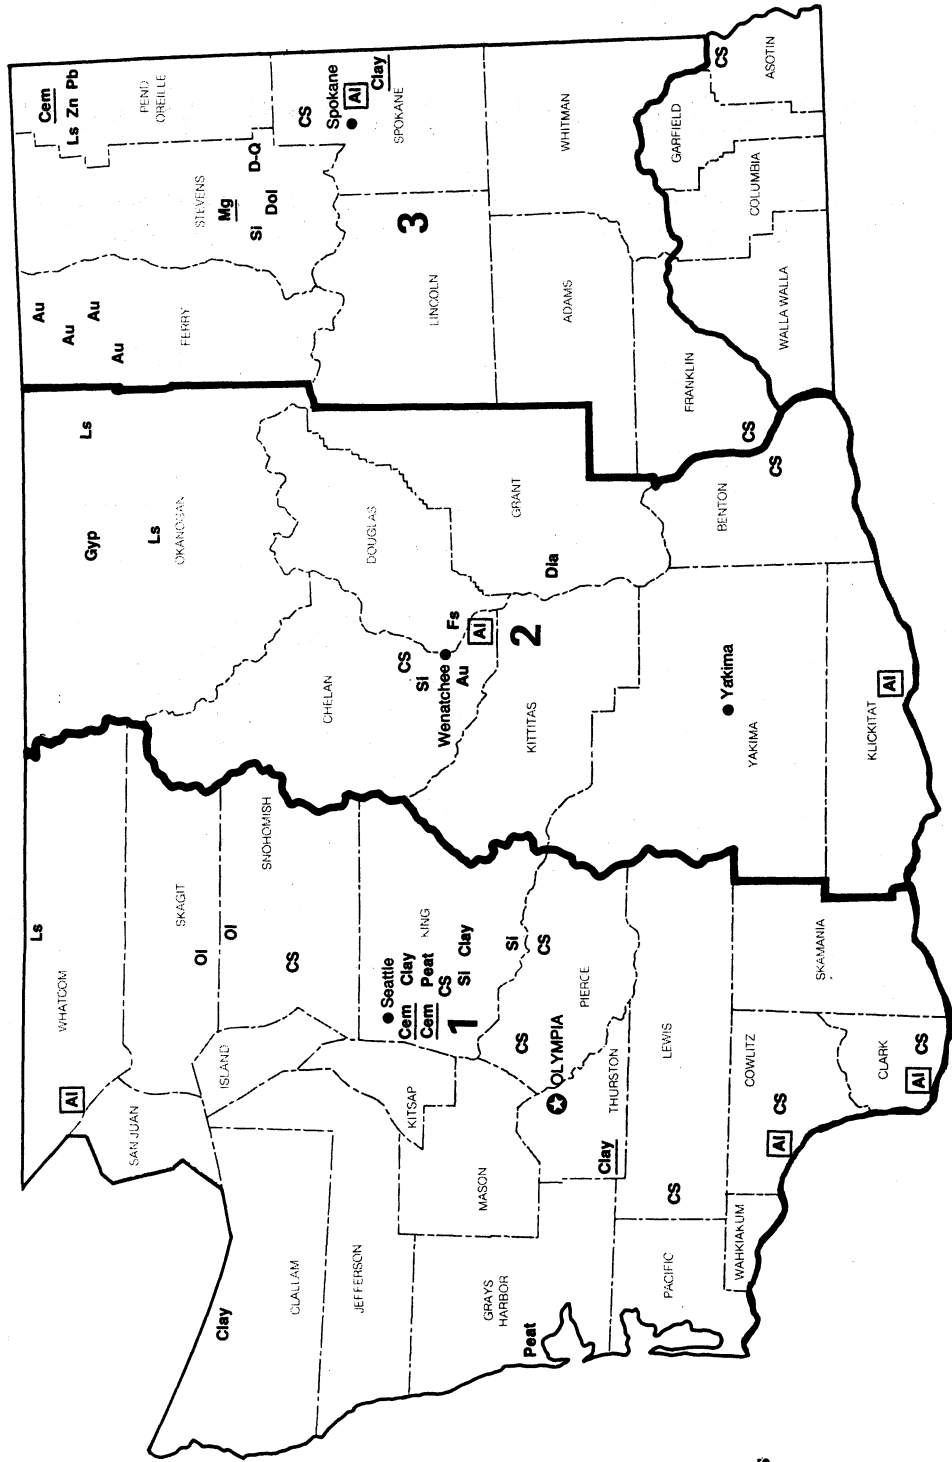 WHATCOM
Ls
Al
SAN JUAN
SKAGIT
Ol
Ol
ISLAND
SNOHOMISH
CS
Clay
CLALLAM
JEFFERSON
KITSAP
Seattle
Cem Clay
Cem Peat
CS
Si Clay
KING
1
MASON
GRAYS
HARBOR
Peat
OLYMPIA
CS
Si
CS
PIERCE
THURSTON
Clay
LEWIS
CS
PACIFIC
WAHKIAKUM
COWLITZ
CS
Al
SKAMANIA
CLARK
CS
Al
OKANOGAN
Gyp
Ls
Ls
CHELAN
DOUGLAS
CS
Si
Wenatchee
Fs
Au
Al
2
GRANT
Dia
KITTITAS
Yakima
YAKIMA
BENTON
CS
KLICKITAT
Al
Au
Au
Au
Au
FERRY
STEVENS
Mg
Si
Dol
D-Q
Cem
Ls Zn Pb
PEND
OREILLE
CS
Spokane
Al
Clay
SPOKANE
LINCOLN
3
ADAMS
WHITMAN
FRANKLIN
CS
WALLA WALLA
COLUMBIA
GARFIELD
CS
ASOTIN